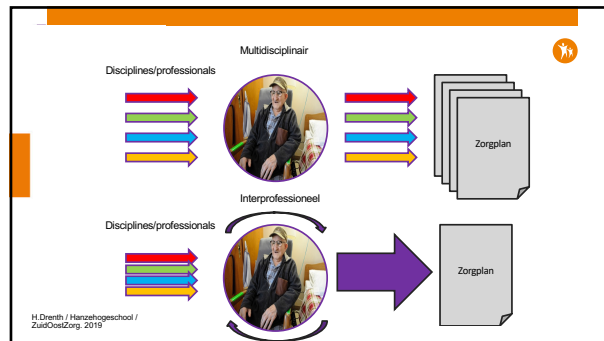 Multidisciplinair
Disciplines/professionals
Zorgplan
Interprofessioneel
Disciplines/professionals
Zorgplan
H.Drenth / Hanzehogeschool /
ZuidOostZorg. 2019